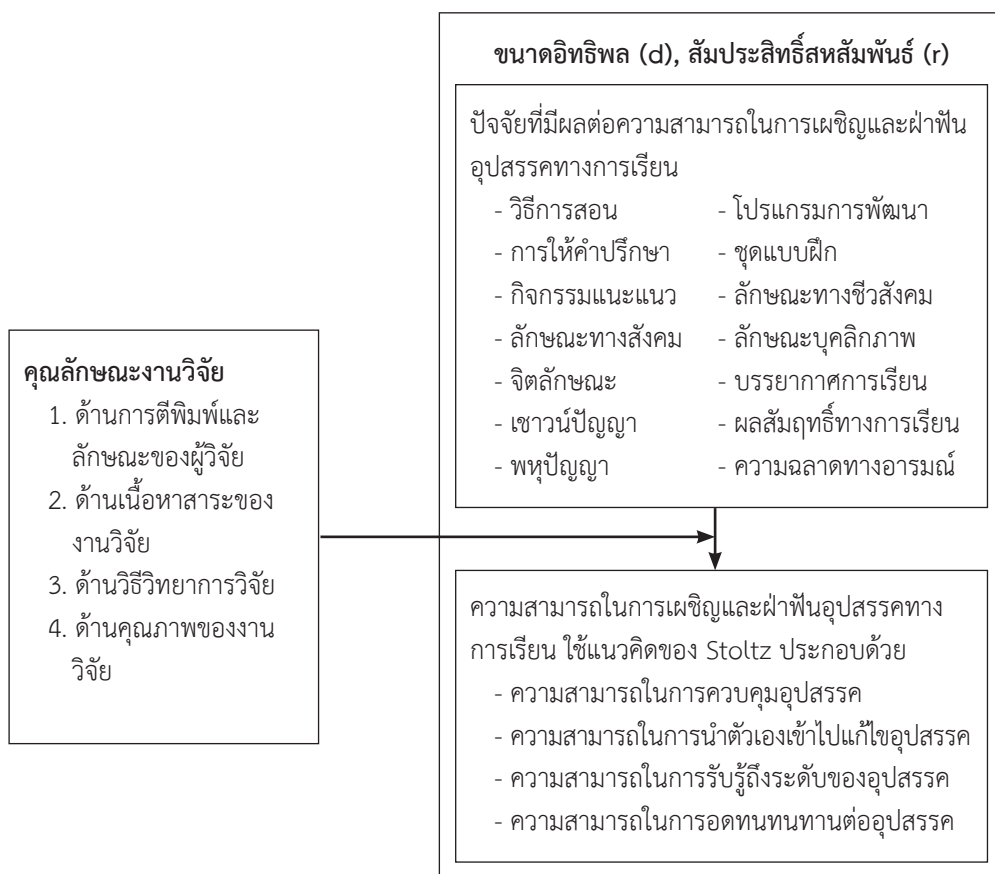 ขนาดอิทธิพล (d), สัมประสิทธิ์สหสัมพันธ์ (r)
ปัจจัยที่มีผลต่อความสามารถในการเผชิญและฝ่าฟัน
อุปสรรคทางการเรียน
- วิธีการสอน - โปรแกรมการพัฒนา
- การให้คำปรึกษา - ชุดแบบฝึก
- กิจกรรมแนะแนว - ลักษณะทางชีวสังคม
- ลักษณะทางสังคม - ลักษณะบุคลิกภาพ
- จิตลักษณะ - บรรยากาศการเรียน
- เชาวน์ปัญญา - ผลสัมฤทธิ์ทางการเรียน
- พหุปัญญา - ความฉลาดทางอารมณ์
คุณลักษณะงานวิจัย
1. ด้านการตีพิมพ์และ
ลักษณะของผู้วิจัย
2. ด้านเนื้อหาสาระของ
งานวิจัย
3. ด้านวิธีวิทยาการวิจัย
4. ด้านคุณภาพของงาน
วิจัย
ความสามารถในการเผชิญและฝ่าฟันอุปสรรคทาง
การเรียน ใช้แนวคิดของ Stoltz ประกอบด้วย
- ความสามารถในการควบคุมอุปสรรค
- ความสามารถในการนำตัวเองเข้าไปแก้ไขอุปสรรค
- ความสามารถในการรับรู้ถึงระดับของอุปสรรค
- ความสามารถในการอดทนทนทานต่ออุปสรรค